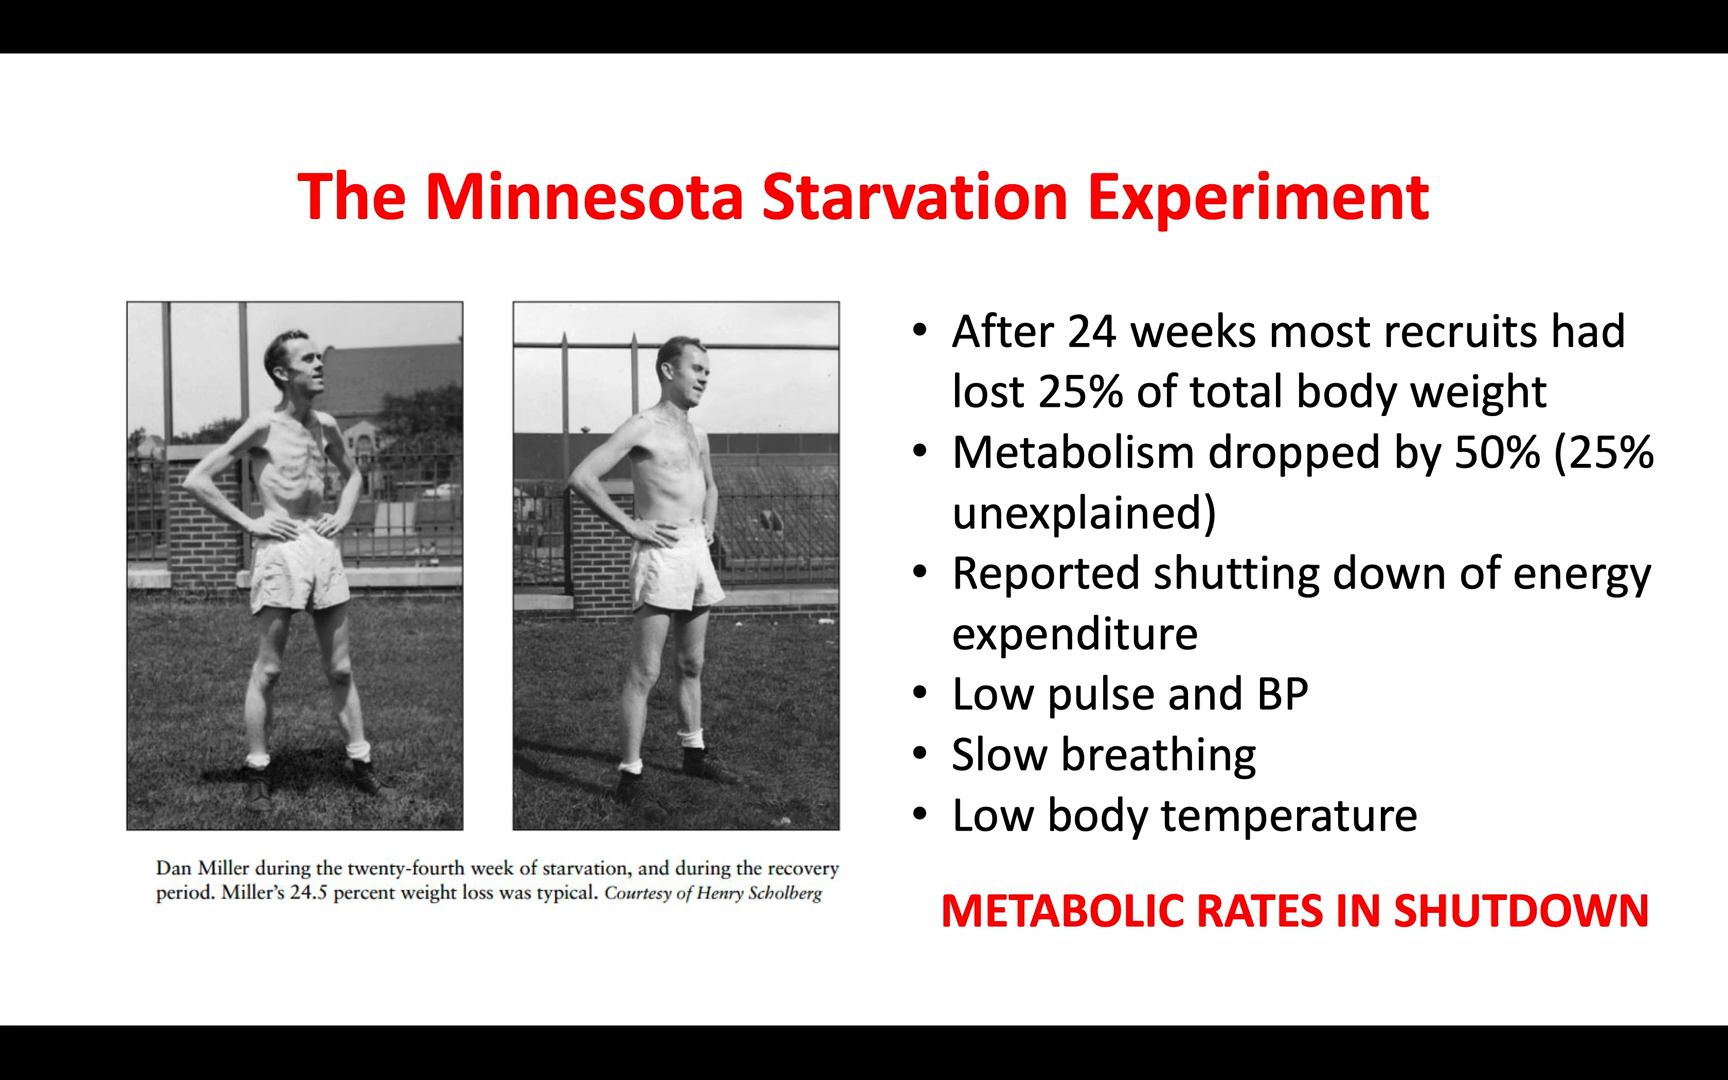 The Minnesota Starvation Experiment
• After 24 weeks most recruits had
lost 25% of total body weight
• Metabolism dropped by 50% (25%
unexplained)
• Reported shutting down of energy
expenditure
• Low pulse and BP
• Slow breathing
• Low body temperature
Dan Miller during the twenty-fourth week of starvation, and during the recovery
period. Miller’s 24.5 percent weight loss was typical. Courtesy of Henry Scholberg
METABOLIC RATES IN SHUTDOWN